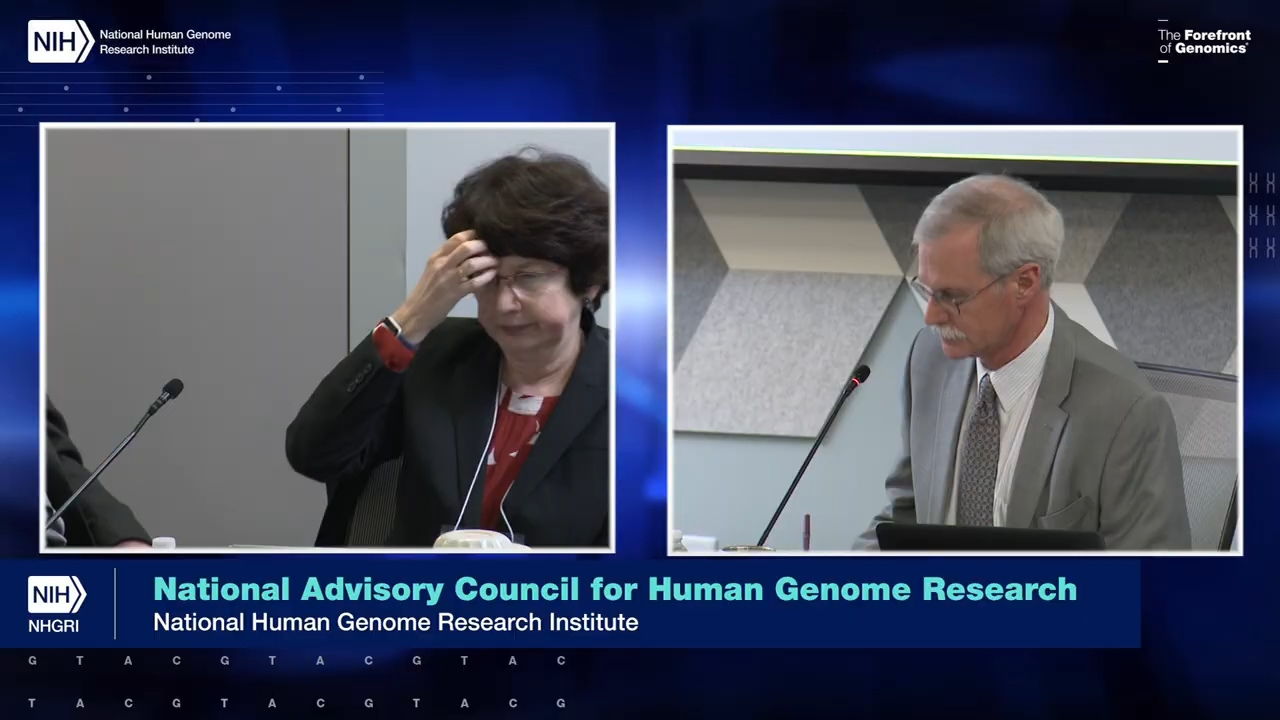 NIH
National Human Genome
Research Institute
The Forefront
of Genomics®
National Advisory Council for Human Genome Research
NIH
NHGRI
National Human Genome Research Institute
G T A C G T A C G T A C
T A C G T A C G T A C G